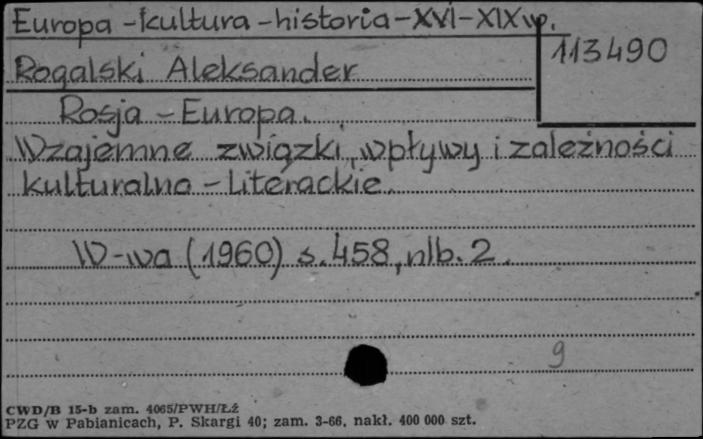 Europa - kultura - historia - XVI - XIX w.
113490
Rogalski Aleksander
Rosja - Europa.
Wzajemne związki, wpływy i zależności
kulturalno - literackie.
W-wa (1960) s. 458, nlb. 2.
9
CWD/B 15-b zam. 4065/PWH/Łź
PZG w Pabianicach, P. Skargi 40; zam. 3-66, nakł. 400 000 szt.